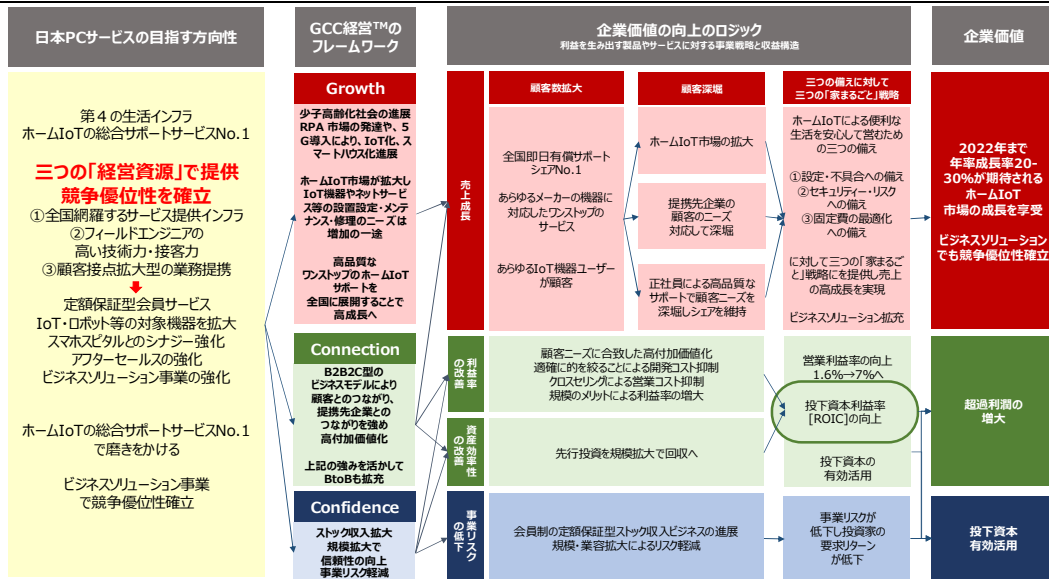 日本PCサービスの目指す方向性
GCC経営™の
フレームワーク
企業価値の向上のロジック
利益を生み出す製品やサービスに対する事業戦略と収益構造
企業価値
第４の生活インフラ
ホームIoTの総合サポートサービスNo.1
三つの「経営資源」で提供
競争優位性を確立
①全国網羅するサービス提供インフラ
②フィールドエンジニアの
高い技術力・接客力
③顧客接点拡大型の業務提携
定額保証型会員サービス
IoT・ロボット等の対象機器を拡大
スマホスピタルとのシナジー強化
アフターセールスの強化
ビジネスソリューション事業の強化
ホームIoTの総合サポートサービスNo.1
で磨きをかける
ビジネスソリューション事業
で競争優位性確立
Growth
少子高齢化社会の進展
RPA 市場の発達や、5
G導入により、IoT化、ス
マートハウス化進展
ホームIoT市場が拡大し
IoT機器やネットサービ
ス等の設置設定・メンテ
ナンス・修理のニーズは
増加の一途
高品質な
ワンストップのホームIoT
サポートを
全国に展開することで
高成長へ
Connection
B2B2C型の
ビジネスモデルにより
顧客とのつながり、
提携先企業との
つながりを強め
高付加価値化
上記の強みを活かして
BtoBも拡充
Confidence
ストック収入拡大
規模拡大で
信頼性の向上
事業リスク軽減
売上成長
顧客数拡大
全国即日有償サポート
シェアNo.1
あらゆるメーカーの機器に
対応したワンストップの
サービス
あらゆるIoT機器ユーザー
が顧客
顧客深堀
ホームIoT市場の拡大
提携先企業の
顧客のニーズ
対応して深堀
正社員による高品質な
サポートで顧客ニーズを
深堀しシェアを維持
三つの備えに対して
三つの「家まるごと」戦略
ホームIoTによる便利な
生活を安心して営むため
の三つの備え
①設定・不具合への備え
②セキュリティー・リスク
への備え
③固定費の最適化
への備え
に対して三つの「家まるご
と」戦略にを提供し売上
の高成長を実現
ビジネスソリューション拡充
2022年まで
年率成長率20-
30%が期待される
ホームIoT
市場の成長を享受
ビジネスソリューション
でも競争優位性確立
利益率
の改善
顧客ニーズに合致した高付加価値化
適確に的を絞ることによる開発コスト抑制
クロスセリングによる営業コスト抑制
規模のメリットによる利益率の増大
営業利益率の向上
1.6%→7%へ
投下資本利益率
[ROIC]の向上
投下資本の
有効活用
超過利潤の
増大
資産効率性
の改善
先行投資を規模拡大で回収へ
事業リスク
の低下
会員制の定額保証型ストック収入ビジネスの進展
規模・業容拡大によるリスク軽減
事業リスクが
低下し投資家の
要求リターン
が低下
投下資本
有効活用